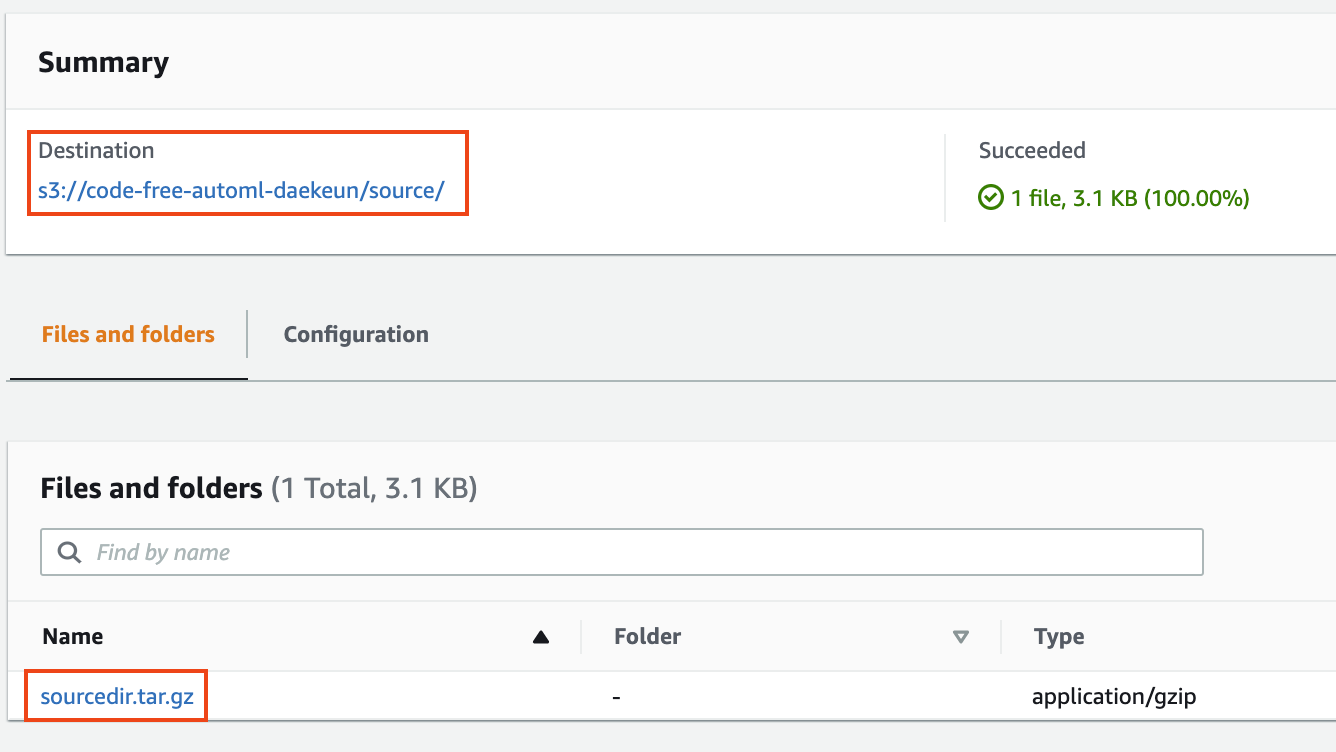 Summary
Destination
s3://code-free-automl-daekeun/source/
Succeeded
1 file, 3.1 KB (100.00%)
Files and folders
Configuration
Files and folders (1 Total, 3.1 KB)
Find by name
Name Folder Type
sourcedir.tar.gz - application/gzip